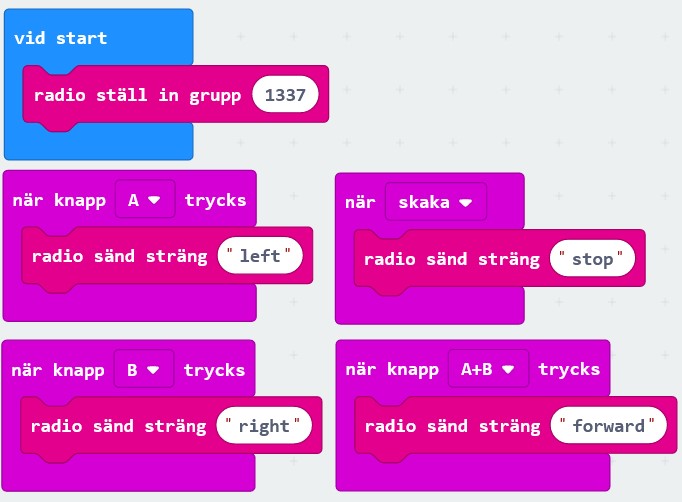 vid start
radio ställ in grupp 1337
när knapp A trycks
radio sänd sträng "left"
när skaka
radio sänd sträng "stop"
när knapp B trycks
radio sänd sträng "right"
när knapp A+B trycks
radio sänd sträng "forward"